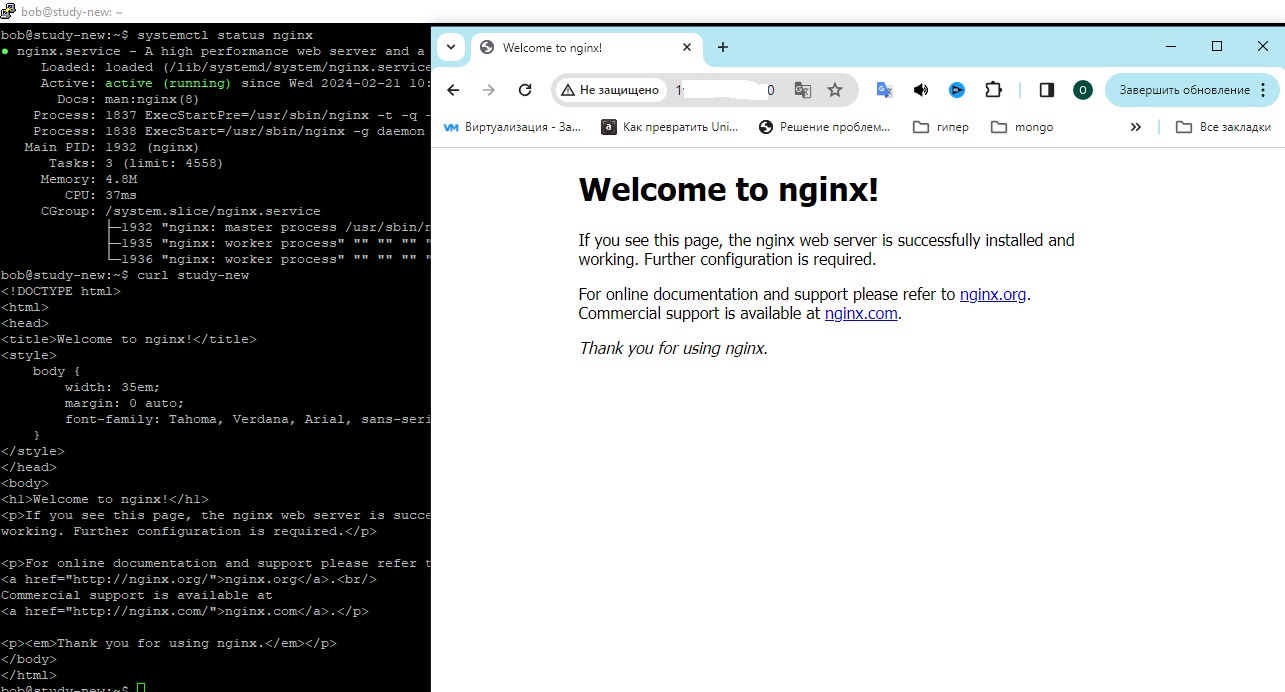 bob@study-new: ~
bob@study-new:~$ systemctl status nginx
● nginx.service - A high performance web server and a
Loaded: loaded (/lib/systemd/system/nginx.service
Active: active (running) since Wed 2024-02-21 10:
Docs: man:nginx(8)
Process: 1837 ExecStartPre=/usr/sbin/nginx -t -q -
Process: 1838 ExecStart=/usr/sbin/nginx -g daemon
Main PID: 1932 (nginx)
Tasks: 3 (limit: 4558)
Memory: 4.8M
CPU: 37ms
CGroup: /system.slice/nginx.service
├─1932 "nginx: master process /usr/sbin/n
├─1935 "nginx: worker process" "" "" "" "
└─1936 "nginx: worker process" "" "" "" "
bob@study-new:~$ curl study-new
<!DOCTYPE html>
<html>
<head>
<title>Welcome to nginx!</title>
<style>
body {
width: 35em;
margin: 0 auto;
font-family: Tahoma, Verdana, Arial, sans-seri
}
</style>
</head>
<body>
<h1>Welcome to nginx!</h1>
<p>If you see this page, the nginx web server is succe
working. Further configuration is required.</p>
<p>For online documentation and support please refer t
<a href="http://nginx.org/">nginx.org</a>.<br/>
Commercial support is available at
<a href="http://nginx.com/">nginx.com</a>.</p>
<p><em>Thank you for using nginx.</em></p>
</body>
</html>
bob@study-new:~$
Welcome to nginx!
Не защищено
0
О
Завершить обновление
vm Виртуализация - За...
a Как превратить Uni...
Решение проблем...
гипер
mongo
Все закладки
Welcome to nginx!
If you see this page, the nginx web server is successfully installed and
working. Further configuration is required.
For online documentation and support please refer to nginx.org.
Commercial support is available at nginx.com.
Thank you for using nginx.